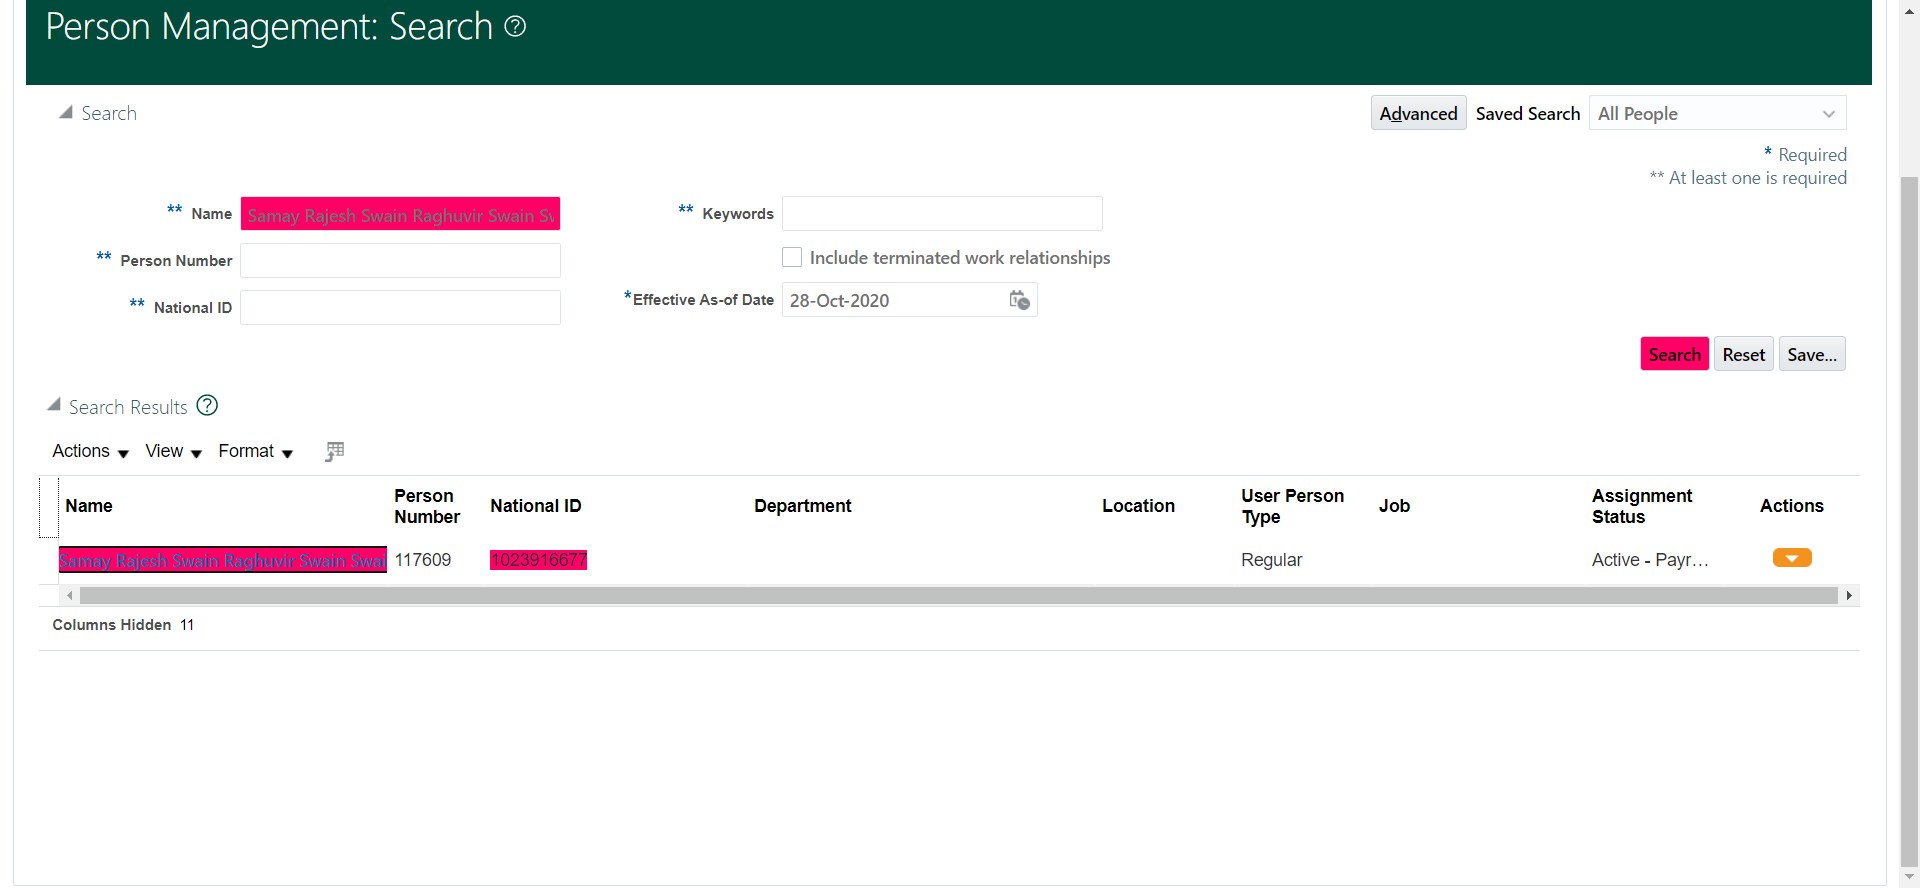 Person Management: Search
Search
Advanced Saved Search All People
* Required
** At least one is required
** Name Samay Rajesh Swain Raghuvir Swain Sw
** Keywords
** Person Number
Include terminated work relationships
** National ID
*Effective As-of Date 28-Oct-2020
Search Reset Save...
Search Results
Actions View Format
Name Person Number National ID Department Location User Person Type Job Assignment Status Actions
Samay Rajesh Swain Raghuvir Swain Swai 117609 1023916677 Regular Active - Payr...
Columns Hidden 11